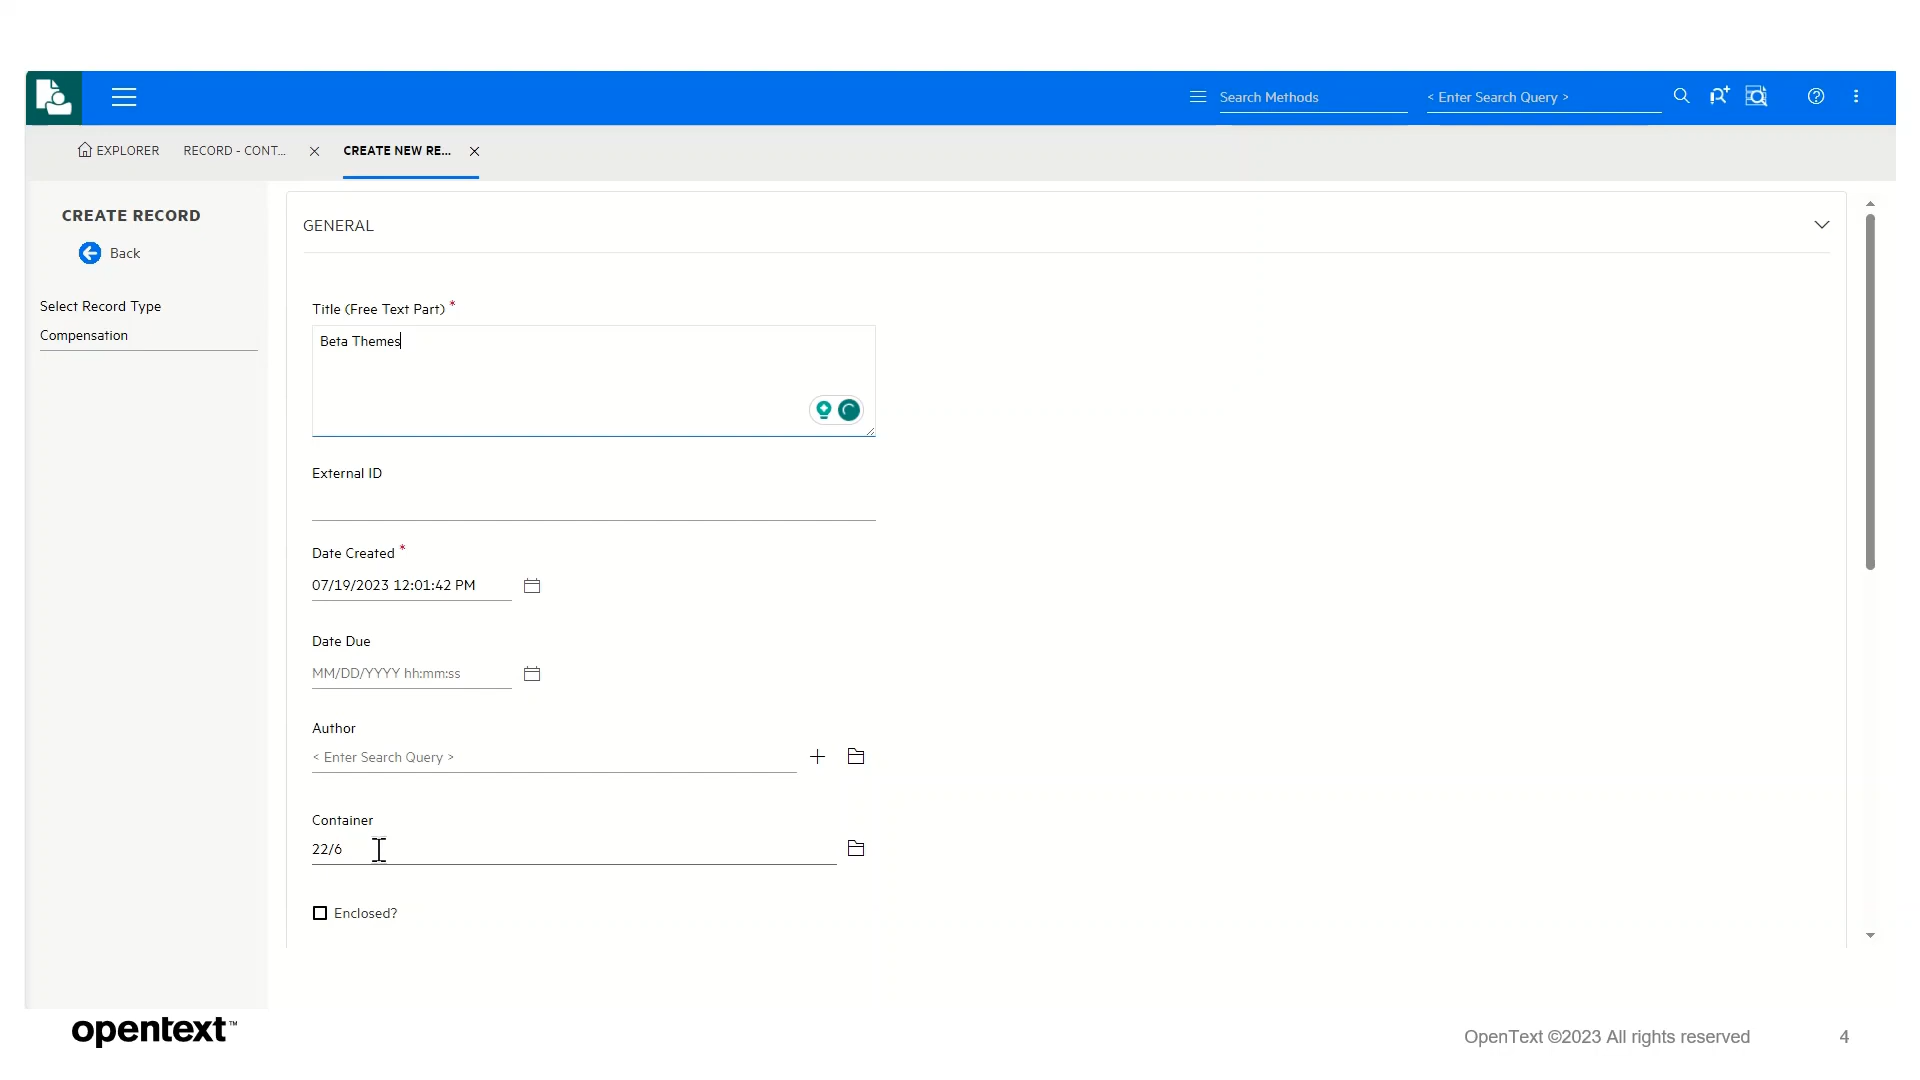 Search Methods
< Enter Search Query >
EXPLORER
RECORD - CONT...
CREATE NEW RE...
CREATE RECORD
Back
Select Record Type
Compensation
GENERAL
Title (Free Text Part) *
Beta Themes
External ID
Date Created *
07/19/2023 12:01:42 PM
Date Due
MM/DD/YYYY hh:mm:ss
Author
< Enter Search Query >
Container
22/6
Enclosed?
opentext™
OpenText ©2023 All rights reserved
4